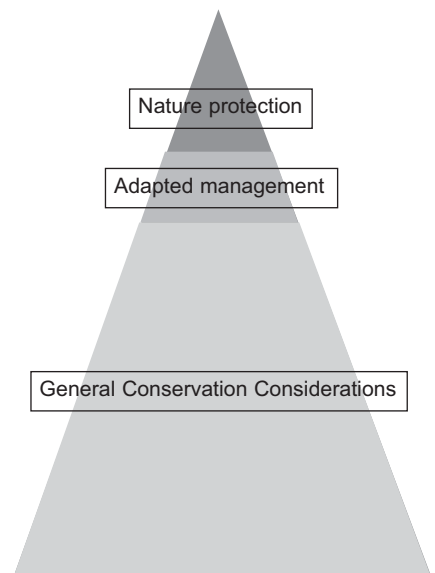 Nature protection
Adapted management
General Conservation Considerations